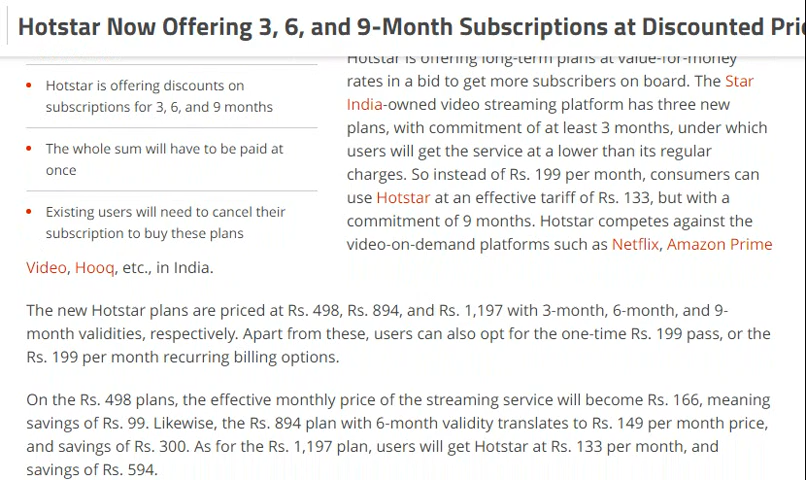 Hotstar Now Offering 3, 6, and 9-Month Subscriptions at Discounted
Hotstar is offering discounts on
subscriptions for 3, 6, and 9 months
The whole sum will have to be paid at
once
Existing users will need to cancel their
subscription to buy these plans
Hotstar is offering long-term plans at value-for-money
rates in a bid to get more subscribers on board. The Star
India-owned video streaming platform has three new
plans, with commitment of at least 3 months, under which
users will get the service at a lower than its regular
charges. So instead of Rs. 199 per month, consumers can
use Hotstar at an effective tariff of Rs. 133, but with a
commitment of 9 months. Hotstar competes against the
video-on-demand platforms such as Netflix, Amazon Prime
Video, Hooq, etc., in India.
The new Hotstar plans are priced at Rs. 498, Rs. 894, and Rs. 1,197 with 3-month, 6-month, and 9-
month validities, respectively. Apart from these, users can also opt for the one-time Rs. 199 pass, or the
Rs. 199 per month recurring billing options.
On the Rs. 498 plans, the effective monthly price of the streaming service will become Rs. 166, meaning
savings of Rs. 99. Likewise, the Rs. 894 plan with 6-month validity translates to Rs. 149 per month price,
and savings of Rs. 300. As for the Rs. 1,197 plan, users will get Hotstar at Rs. 133 per month, and
savings of Rs. 594.